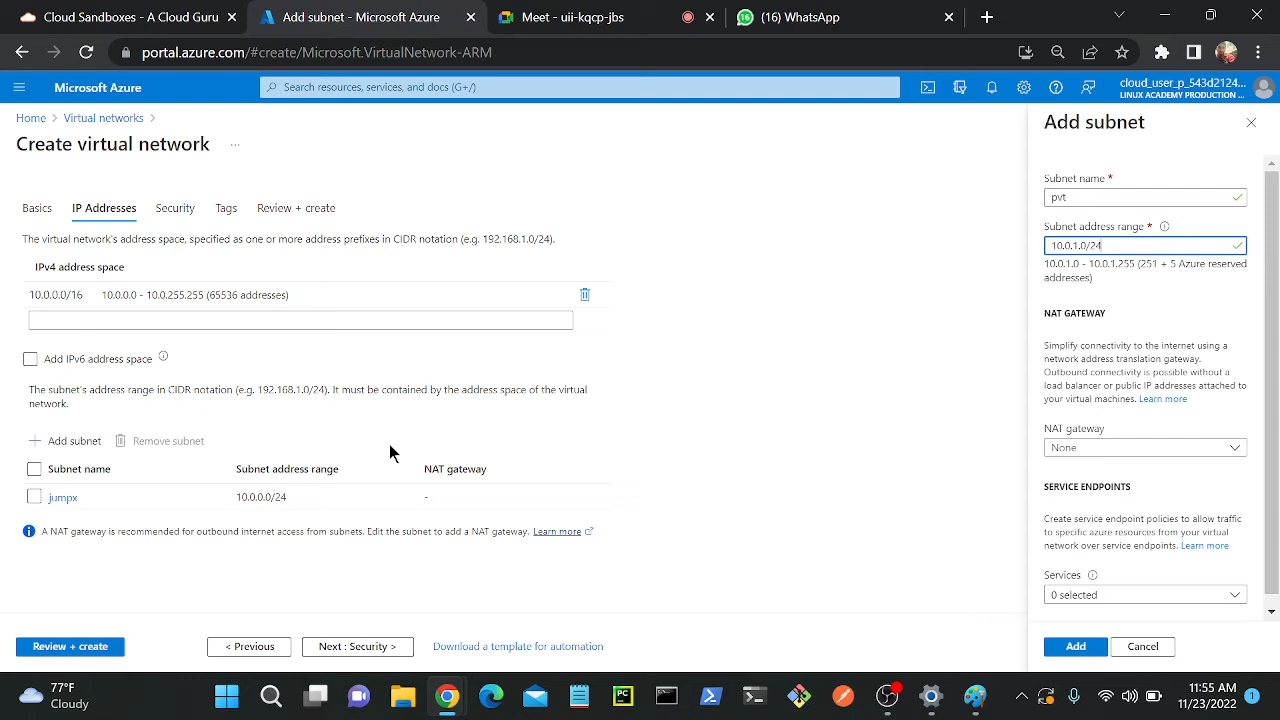 Cloud Sandboxes - A Cloud Guru
Add subnet - Microsoft Azure
Meet - uii-kqcp-jbs
(16) WhatsApp
portal.azure.com/#create/Microsoft.VirtualNetwork-ARM
Microsoft Azure
Search resources, services, and docs (G+/)
cloud_user_p_543d2124...
LINUX ACADEMY PRODUCTION ...
Home > Virtual networks >
Create virtual network ...
Basics
IP Addresses
Security
Tags
Review + create
The virtual network's address space, specified as one or more address prefixes in CIDR notation (e.g. 192.168.1.0/24).
IPv4 address space
10.0.0.0/16 10.0.0.0 - 10.0.255.255 (65536 addresses)
Add IPv6 address space
The subnet's address range in CIDR notation (e.g. 192.168.1.0/24). It must be contained by the address space of the virtual
network.
+ Add subnet
Remove subnet
Subnet name
Subnet address range
NAT gateway
jumpx
10.0.0.0/24
-
A NAT gateway is recommended for outbound internet access from subnets. Edit the subnet to add a NAT gateway. Learn more
Review + create
< Previous
Next : Security >
Download a template for automation
Add subnet
Subnet name *
pvt
Subnet address range *
10.0.1.0/24
10.0.1.0 - 10.0.1.255 (251 + 5 Azure reserved
addresses)
NAT GATEWAY
Simplify connectivity to the internet using a
network address translation gateway.
Outbound connectivity is possible without a
load balancer or public IP addresses attached to
your virtual machines. Learn more
NAT gateway
None
SERVICE ENDPOINTS
Create service endpoint policies to allow traffic
to specific azure resources from your virtual
network over service endpoints. Learn more
Services
0 selected
Add
Cancel
77°F
Cloudy
PC
11:55 AM
11/23/2022
1